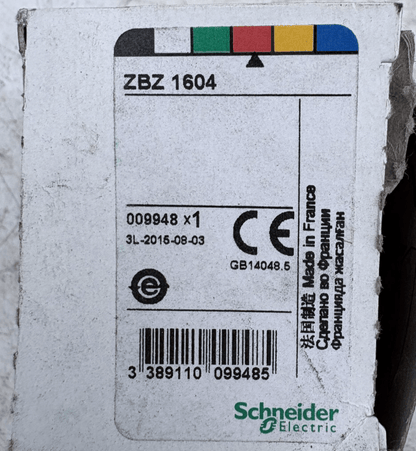 ZBZ 1604
009948 x1
3L-2015-08-03
CE
GB14048.5
e
法国制造 Made in France
Сделано во Франции
Францияда жасалған
3 389110 099485
Schneider
Electric